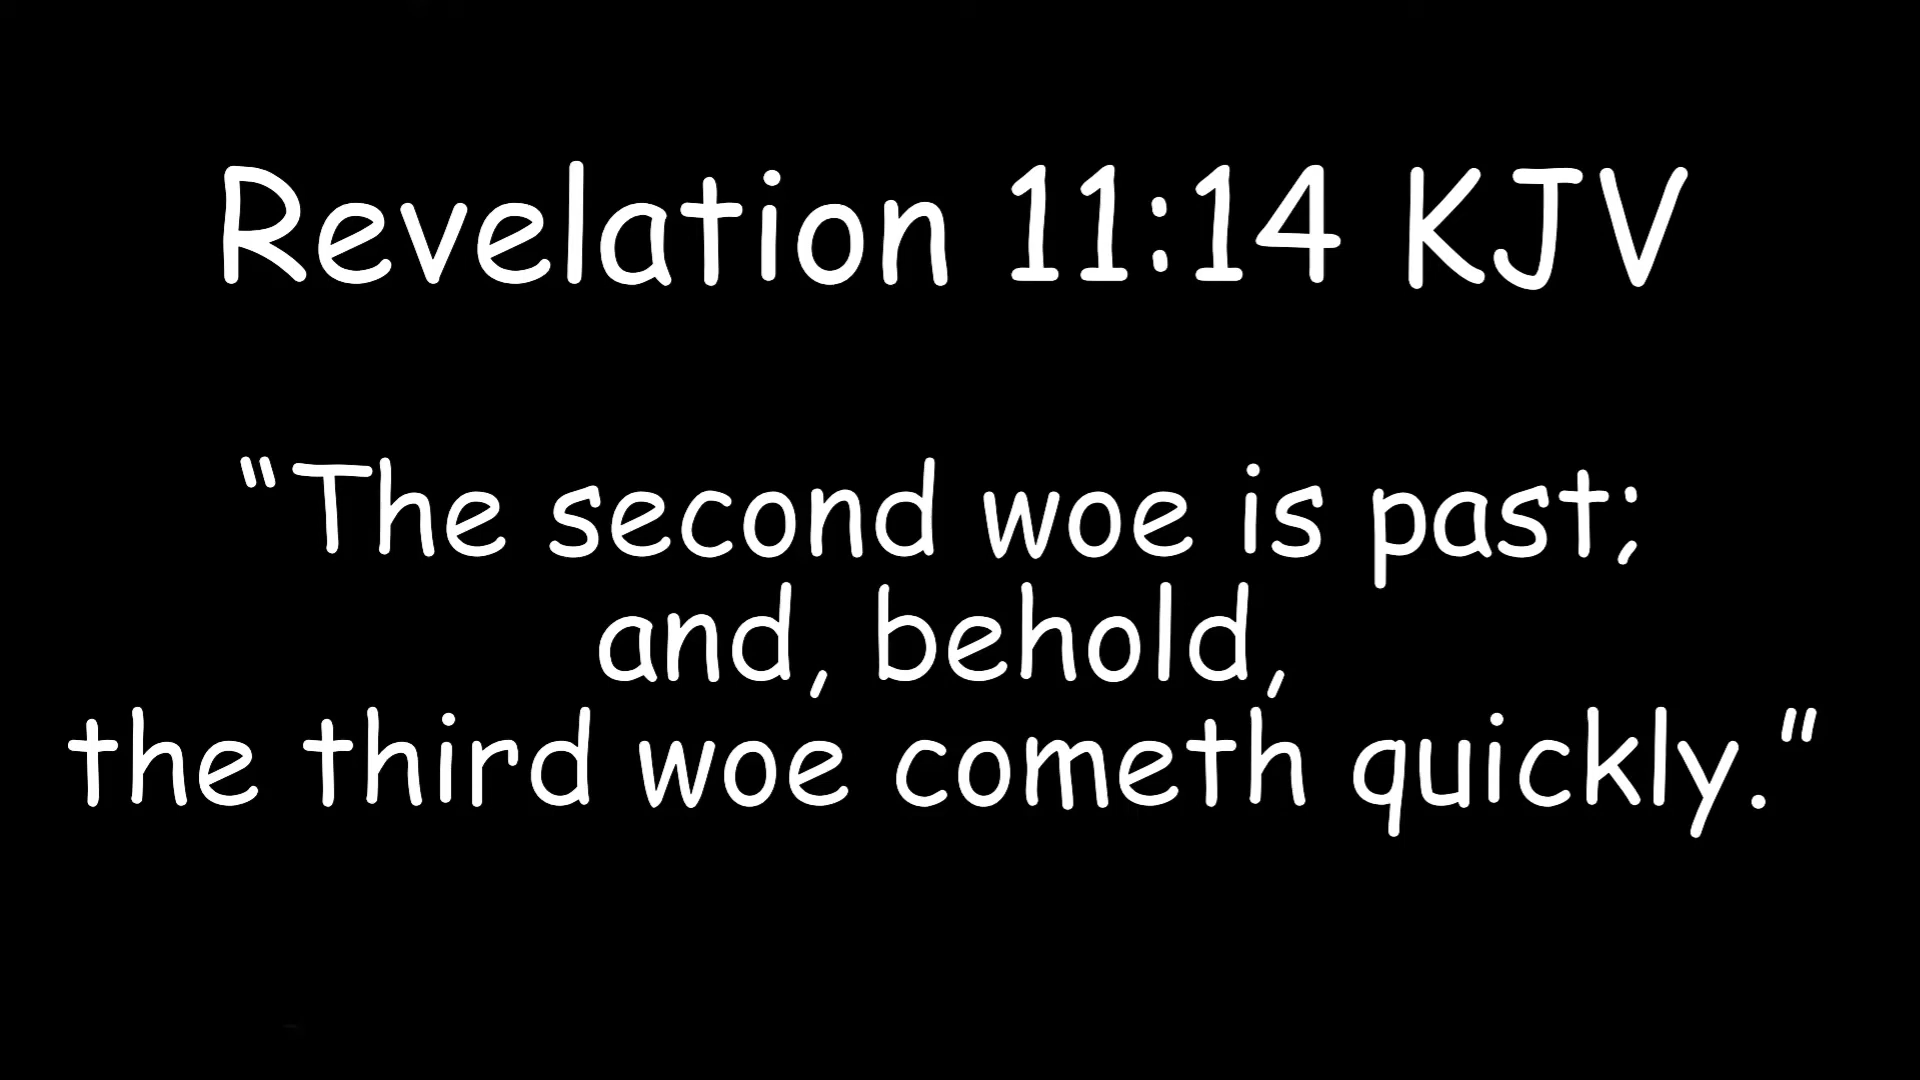 Revelation 11:14 KJV
"The second woe is past;
and, behold,
the third woe cometh quickly."